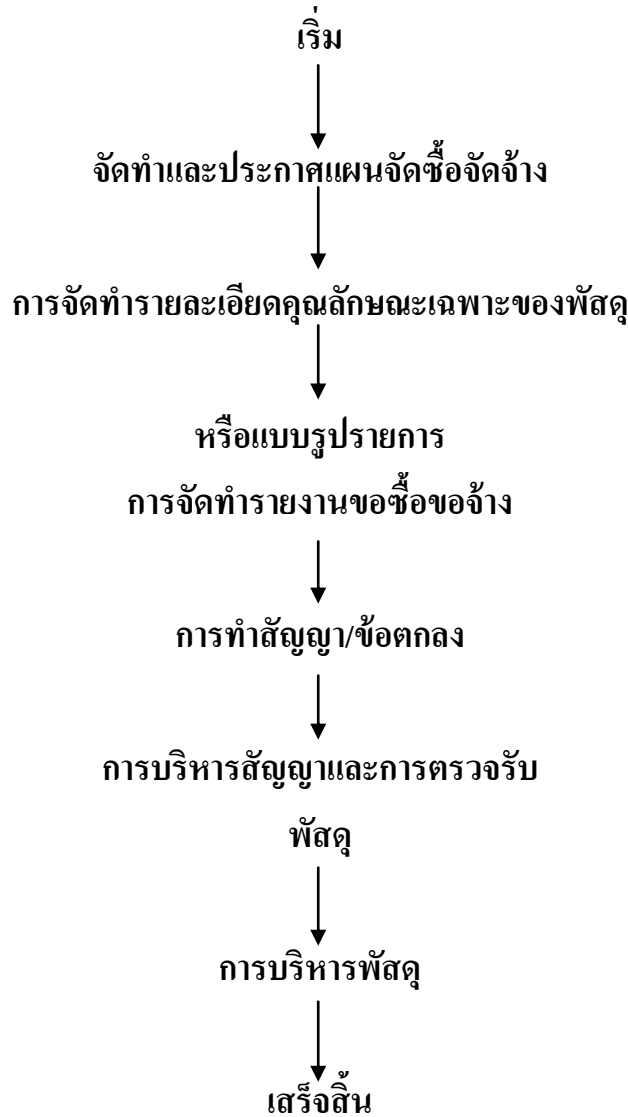 เริ่ม
จัดทำและประกาศแผนจัดซื้อจัดจ้าง
การจัดทำรายละเอียดคุณลักษณะเฉพาะของพัสดุ
หรือแบบรูปรายการ
การจัดทำรายงานขอซื้อขอจ้าง
การทำสัญญา/ข้อตกลง
การบริหารสัญญาและการตรวจรับ
พัสดุ
การบริหารพัสดุ
เสร็จสิ้น